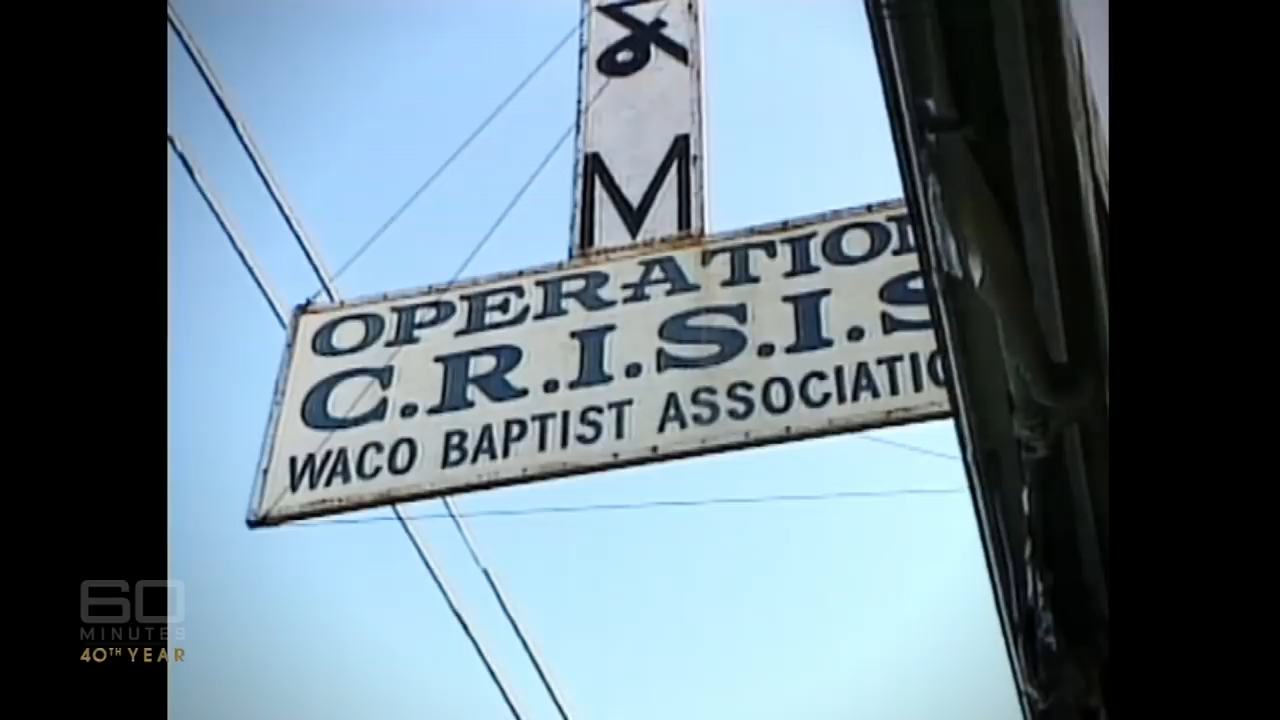 &
M
OPERATION
C.R.I.S.I.S
WACO BAPTIST ASSOCIATIO
60
MINUTES
40TH YEAR